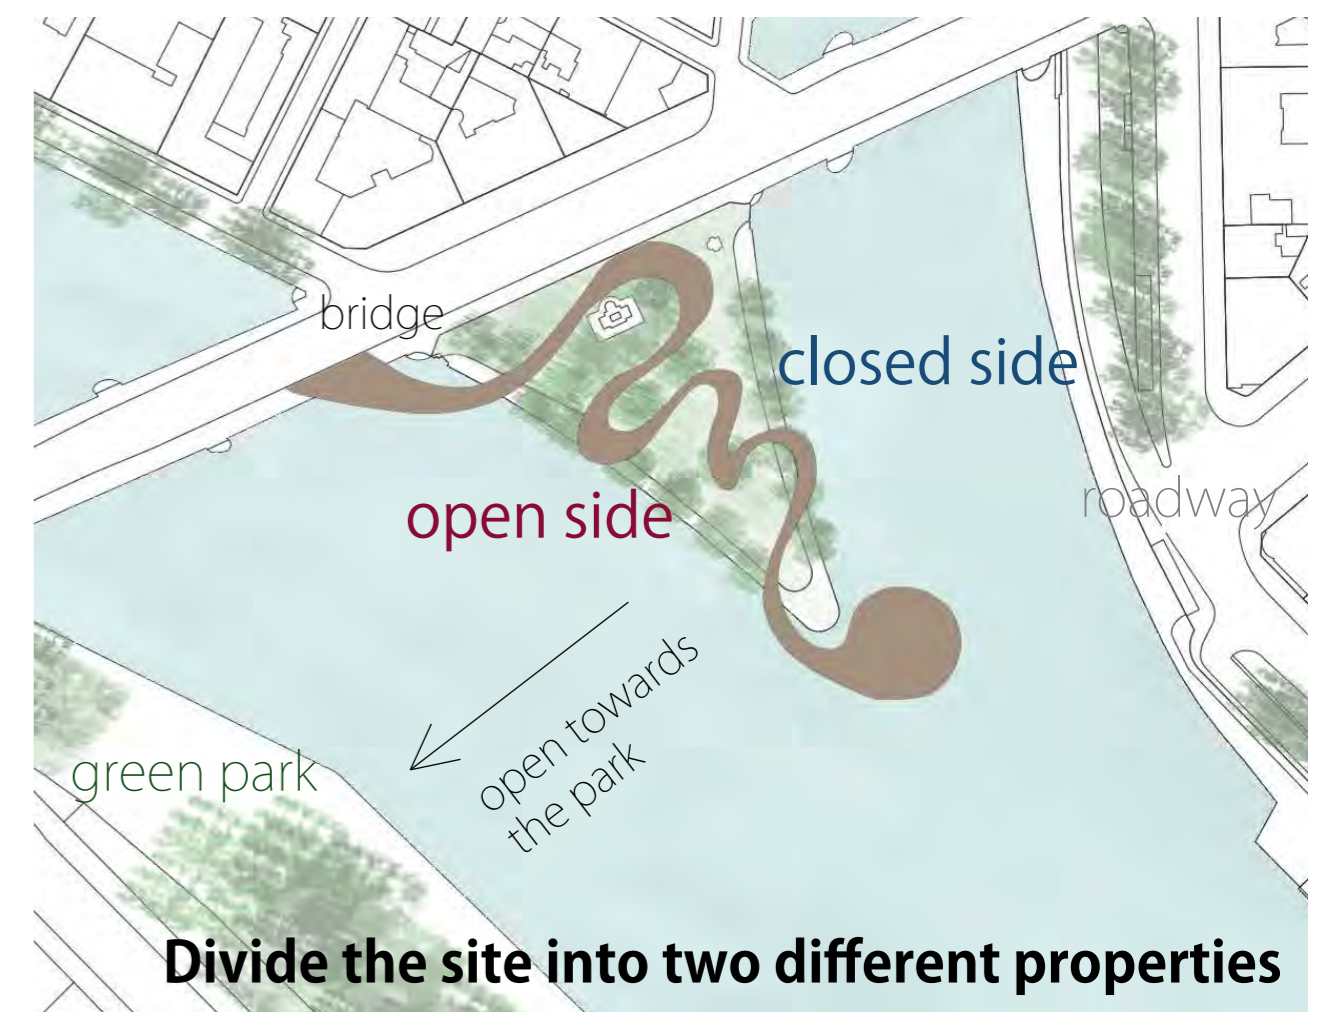 bridge
closed side
roadway
open side
open towards
the park
green park
Divide the site into two different properties